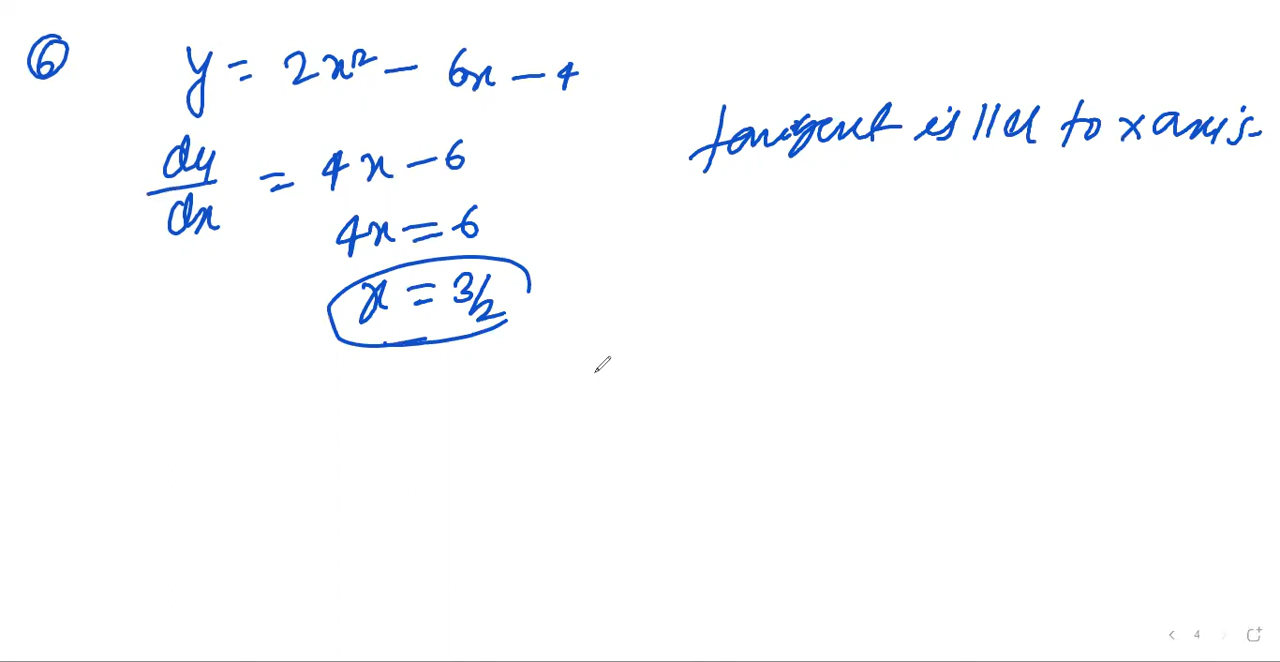 ⑥ y = 2x² - 6x - 4
tangent is ||el to x axis.
dy/dx = 4x - 6
4x = 6
x = 3/2
4